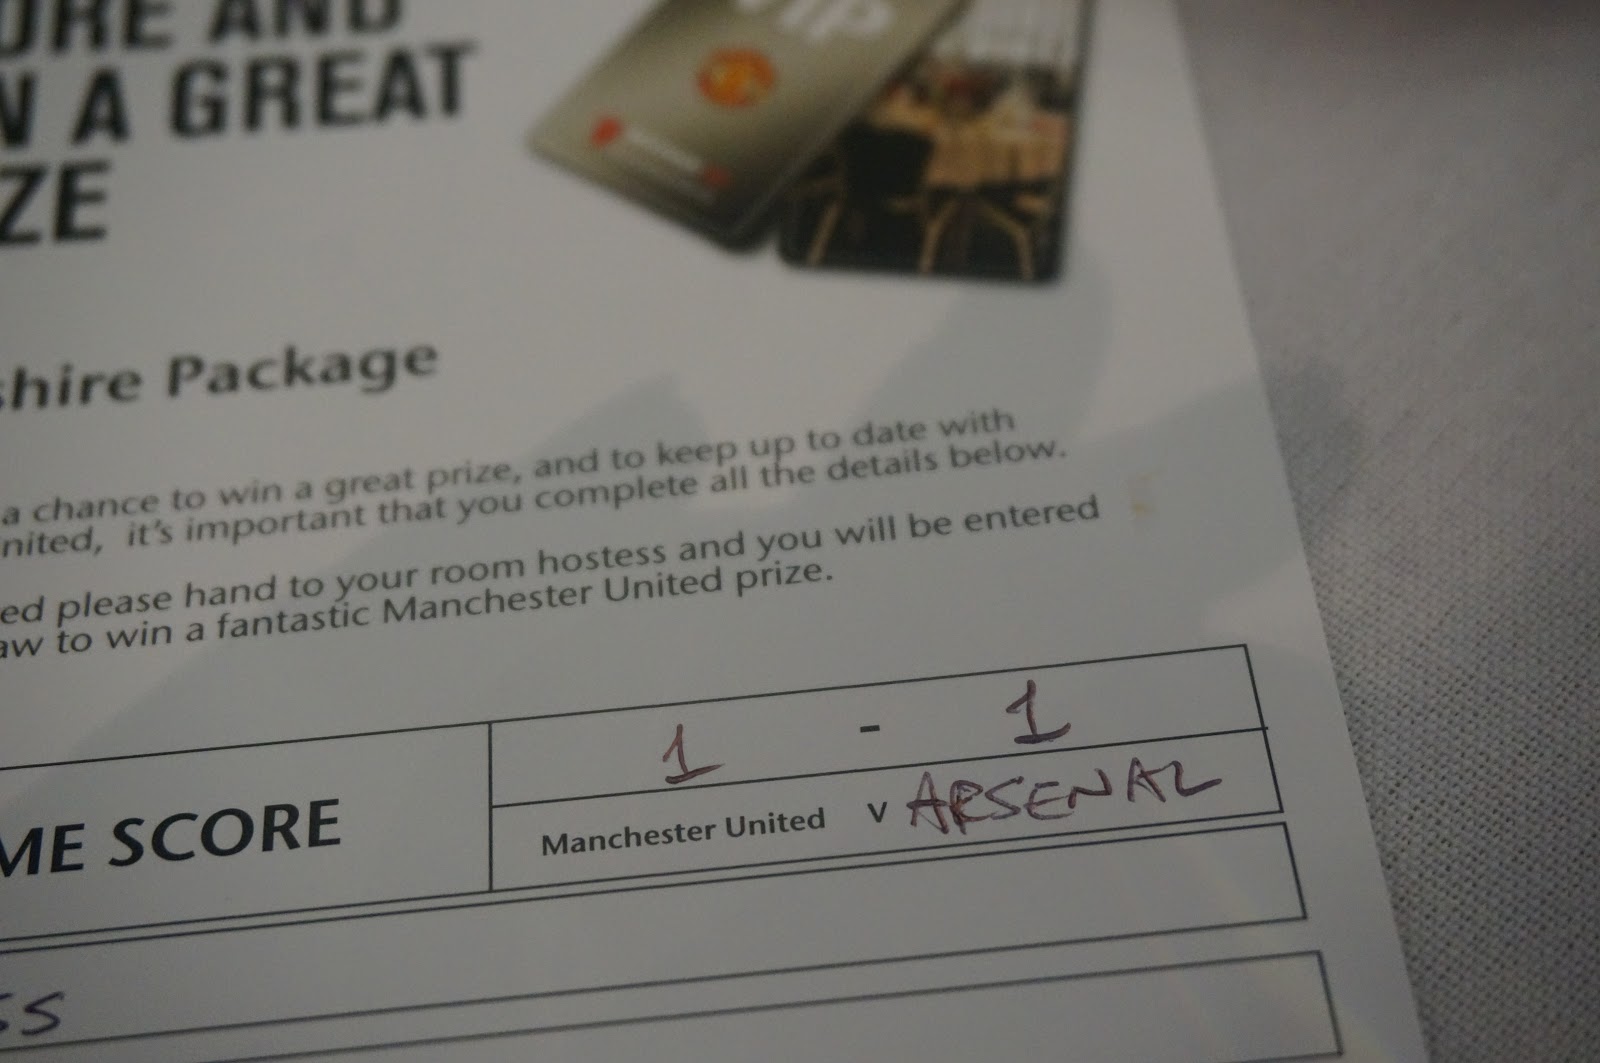 ORE AND
N A GREAT
ZE
VIP
shire Package
a chance to win a great prize, and to keep up to date with
nited, it's important that you complete all the details below.
ed please hand to your room hostess and you will be entered
aw to win a fantastic Manchester United prize.
1 - 1
ME SCORE
Manchester United v ARSENAL
SS